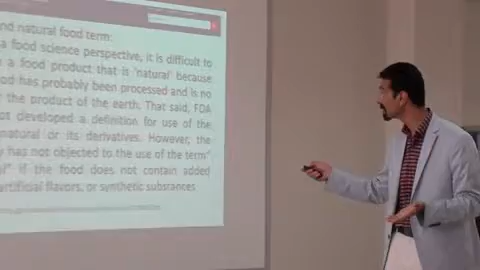 nd natural food term:
a food science perspective, it is difficult to
a food product that is 'natural' because
ood has probably been processed and is no
the product of the earth. That said, FDA
ot developed a definition for use of the
natural or its derivatives. However, the
y has not objected to the use of the term"
" if the food does not contain added
artificial flavors, or synthetic substances.